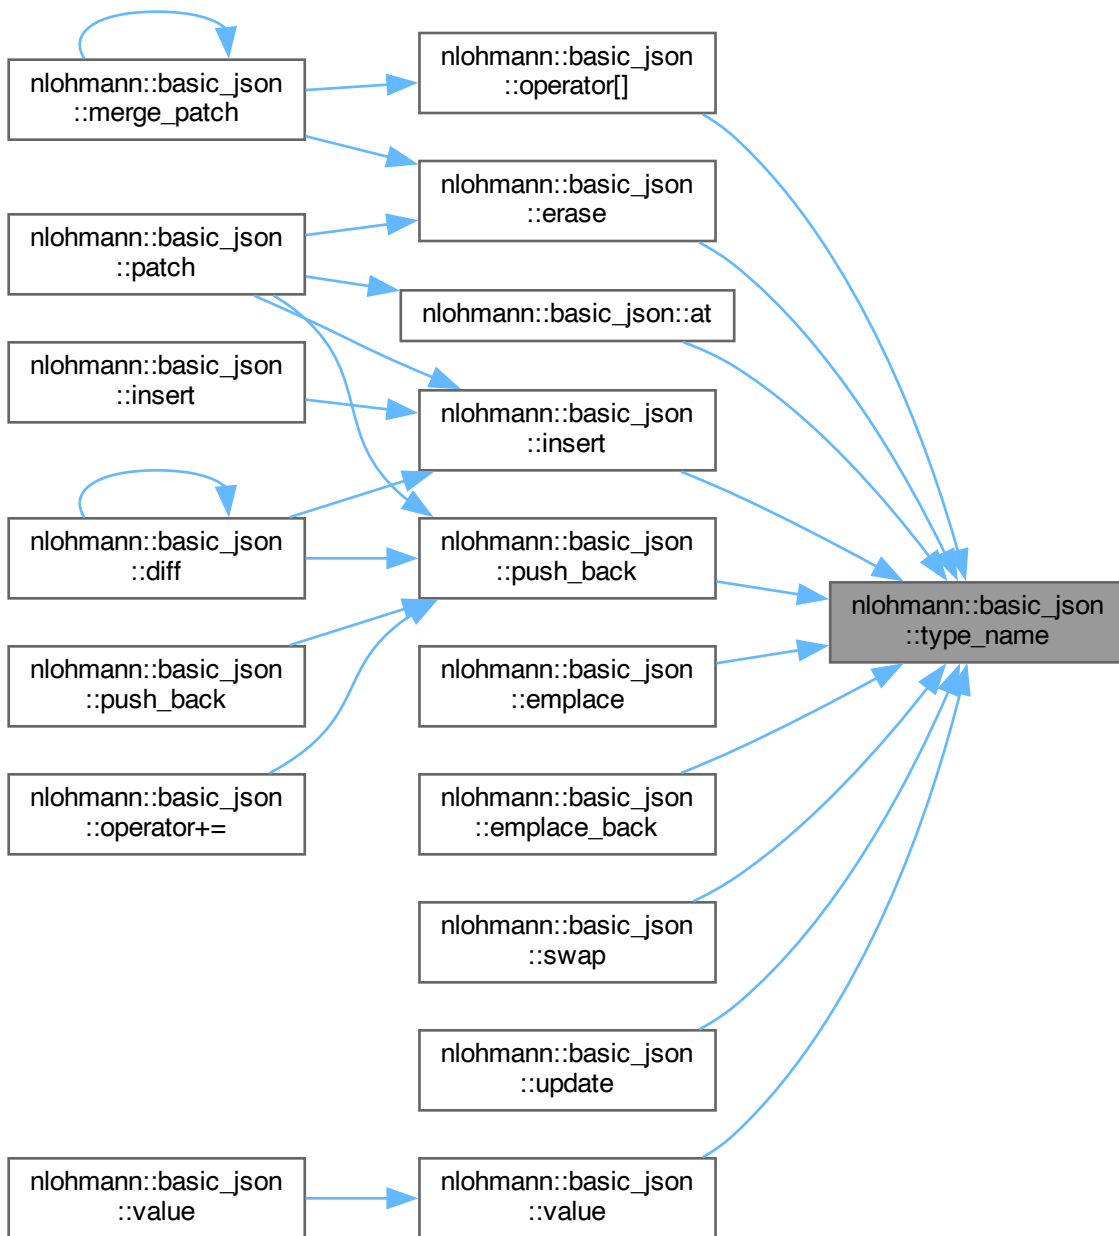 nlohmann::basic_json
::merge_patch
nlohmann::basic_json
::operator[]
nlohmann::basic_json
::erase
nlohmann::basic_json
::patch
nlohmann::basic_json::at
nlohmann::basic_json
::insert
nlohmann::basic_json
::insert
nlohmann::basic_json
::diff
nlohmann::basic_json
::push_back
nlohmann::basic_json
::type_name
nlohmann::basic_json
::push_back
nlohmann::basic_json
::emplace
nlohmann::basic_json
::operator+=
nlohmann::basic_json
::emplace_back
nlohmann::basic_json
::swap
nlohmann::basic_json
::update
nlohmann::basic_json
::value
nlohmann::basic_json
::value